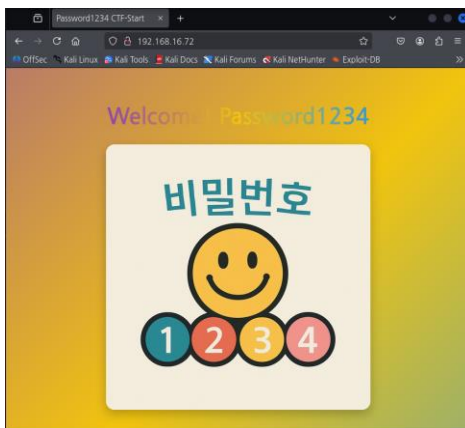 Password1234 CTF-Start
192.168.16.72
OffSec Kali Linux Kali Tools Kali Docs Kali Forums Kali NetHunter Exploit-DB
Welcome Password1234
비밀번호
1 2 3 4